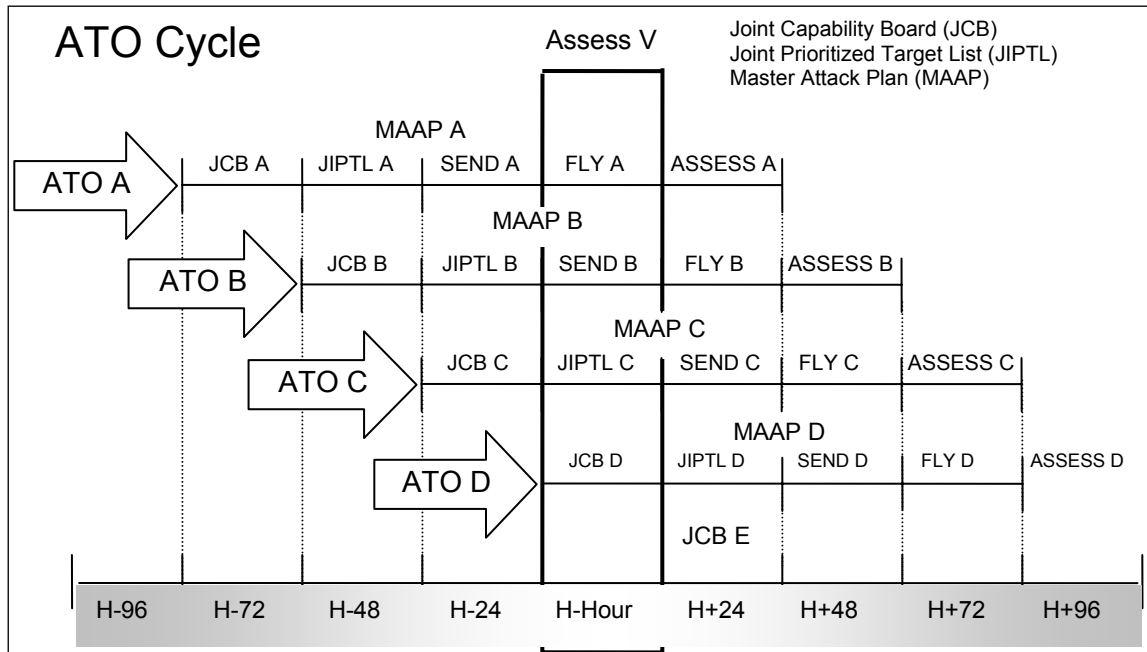 ATO Cycle
Assess V
Joint Capability Board (JCB)
Joint Prioritized Target List (JIPTL)
Master Attack Plan (MAAP)
MAAP A
ATO A
JCB A JIPTL A SEND A FLY A ASSESS A
MAAP B
ATO B
JCB B JIPTL B SEND B FLY B ASSESS B
MAAP C
ATO C
JCB C JIPTL C SEND C FLY C ASSESS C
MAAP D
ATO D
JCB D JIPTL D SEND D FLY D ASSESS D
JCB E
H-96 H-72 H-48 H-24 H-Hour H+24 H+48 H+72 H+96